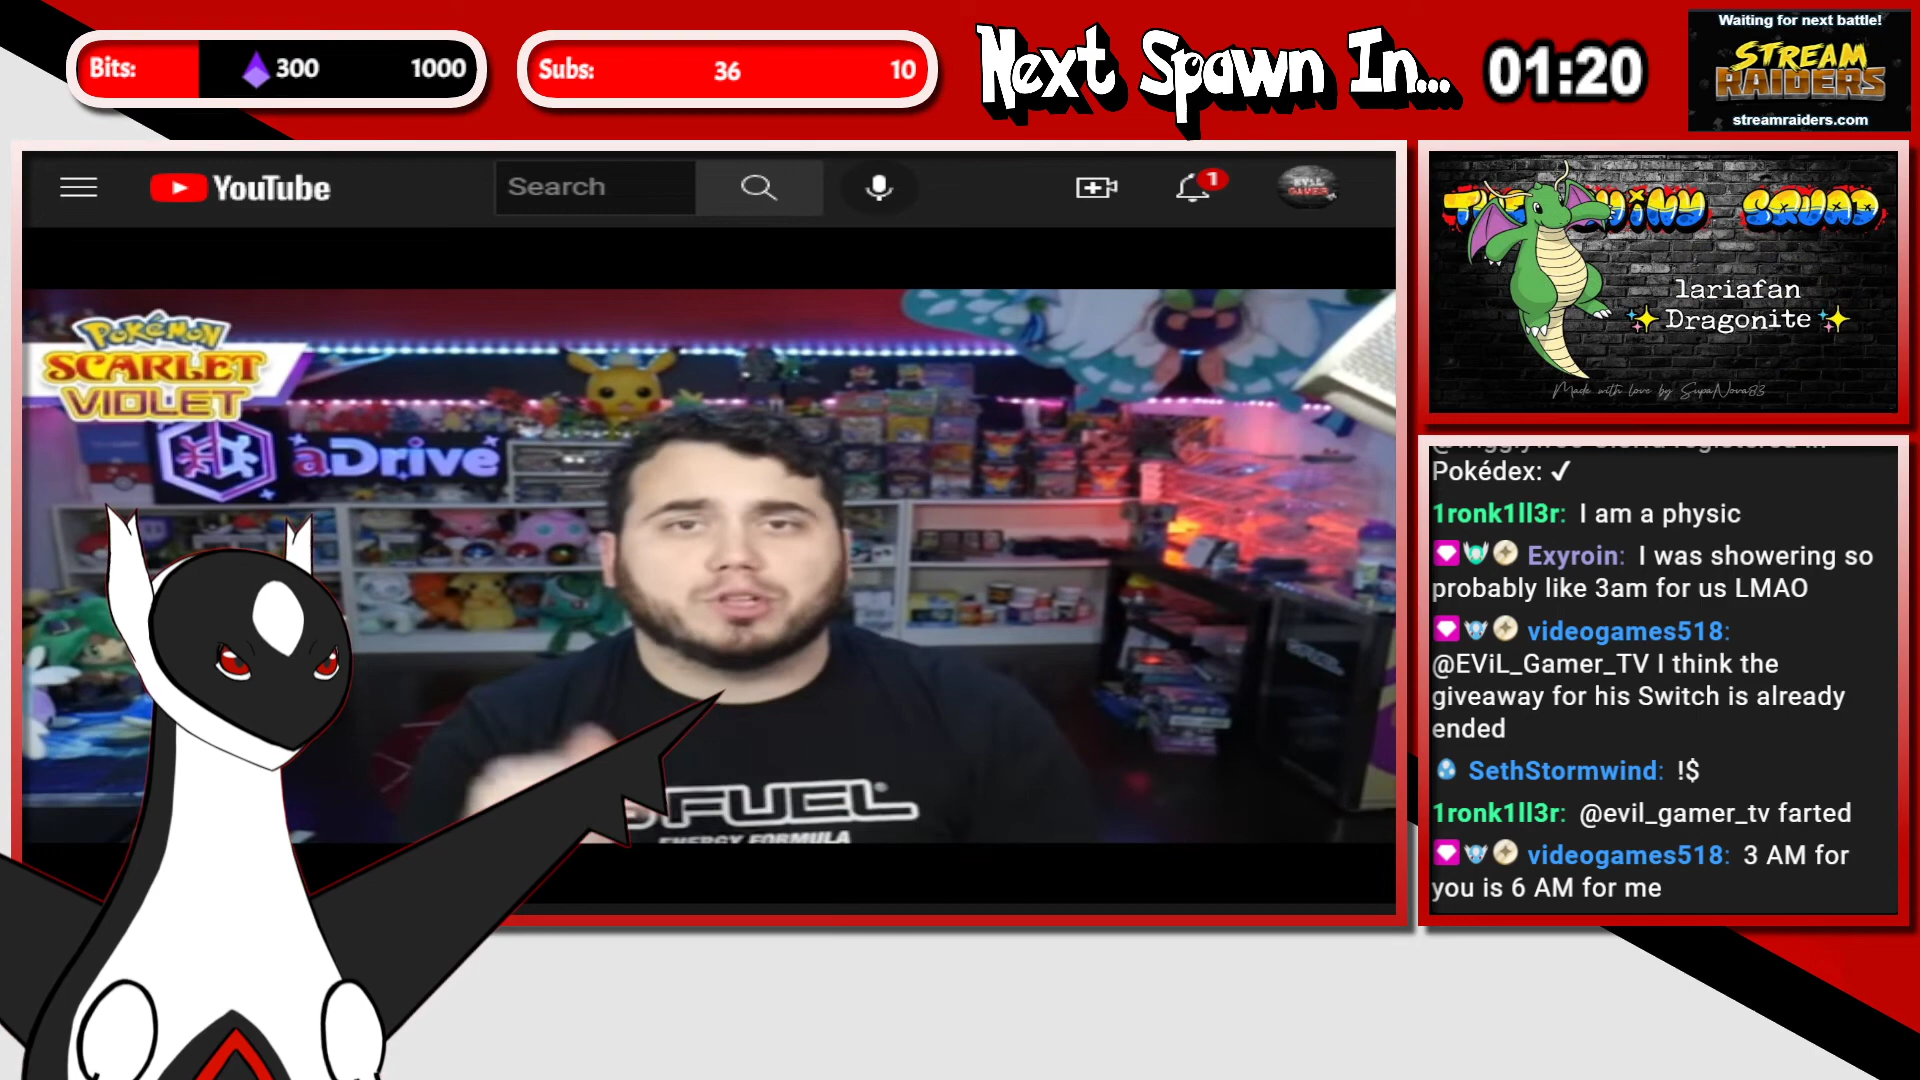 Bits:
300
1000
Subs:
36
10
Next Spawn In...
01:20
Waiting for next battle!
STREAM
RAIDERS
streamraiders.com
YouTube
Search
1
POKÉMON
SCARLET
VIOLET
aDrive
FUEL
ENERGY FORMULA
SQUAD
lariafan
Dragonite
Made with love by SupaNova83
Pokédex: ✓
1ronk1ll3r: I am a physic
Exyroin: I was showering so
probably like 3am for us LMAO
videogames518:
@EViL_Gamer_TV I think the
giveaway for his Switch is already
ended
SethStormwind: !$
1ronk1ll3r: @evil_gamer_tv farted
videogames518: 3 AM for
you is 6 AM for me